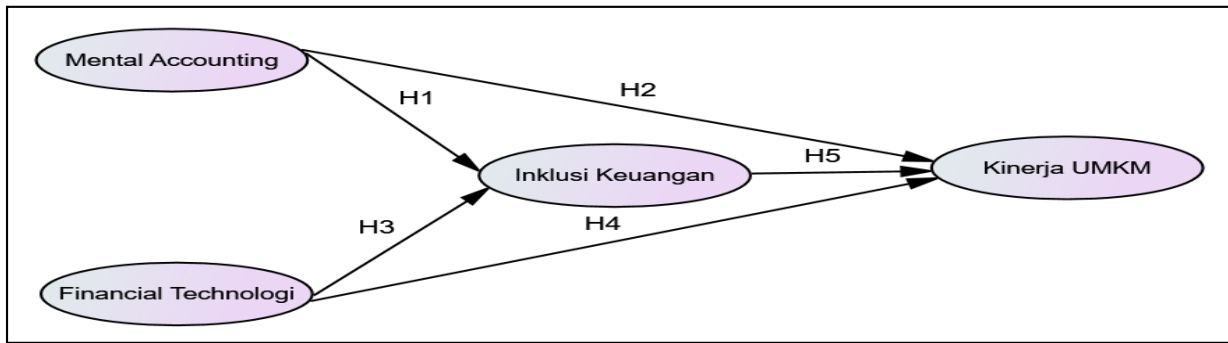 Mental Accounting
H1
H2
Inklusi Keuangan
H5
Kinerja UMKM
H3
H4
Financial Technologi